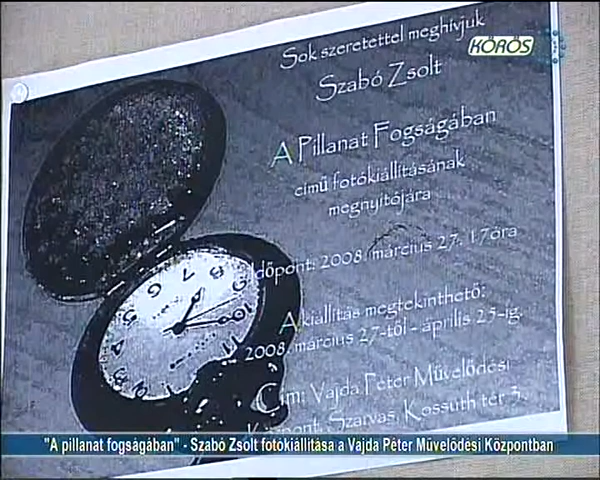 KÖRÖS
Sok szeretettel meghívjuk
Szabó Zsolt
A Pillanat Fogságában
című fotókiállításának
megnyitójára
Időpont: 2008. március 27. 17óra
A kiállítás megtekinthető:
2008. március 27-től - április 25-ig.
Cím: Vajda Péter Művelődési
Központ. Szarvas, Kossuth tér 3.
"A pillanat fogságában" - Szabó Zsolt fotókiállítása a Vajda Péter Művelődési Központban